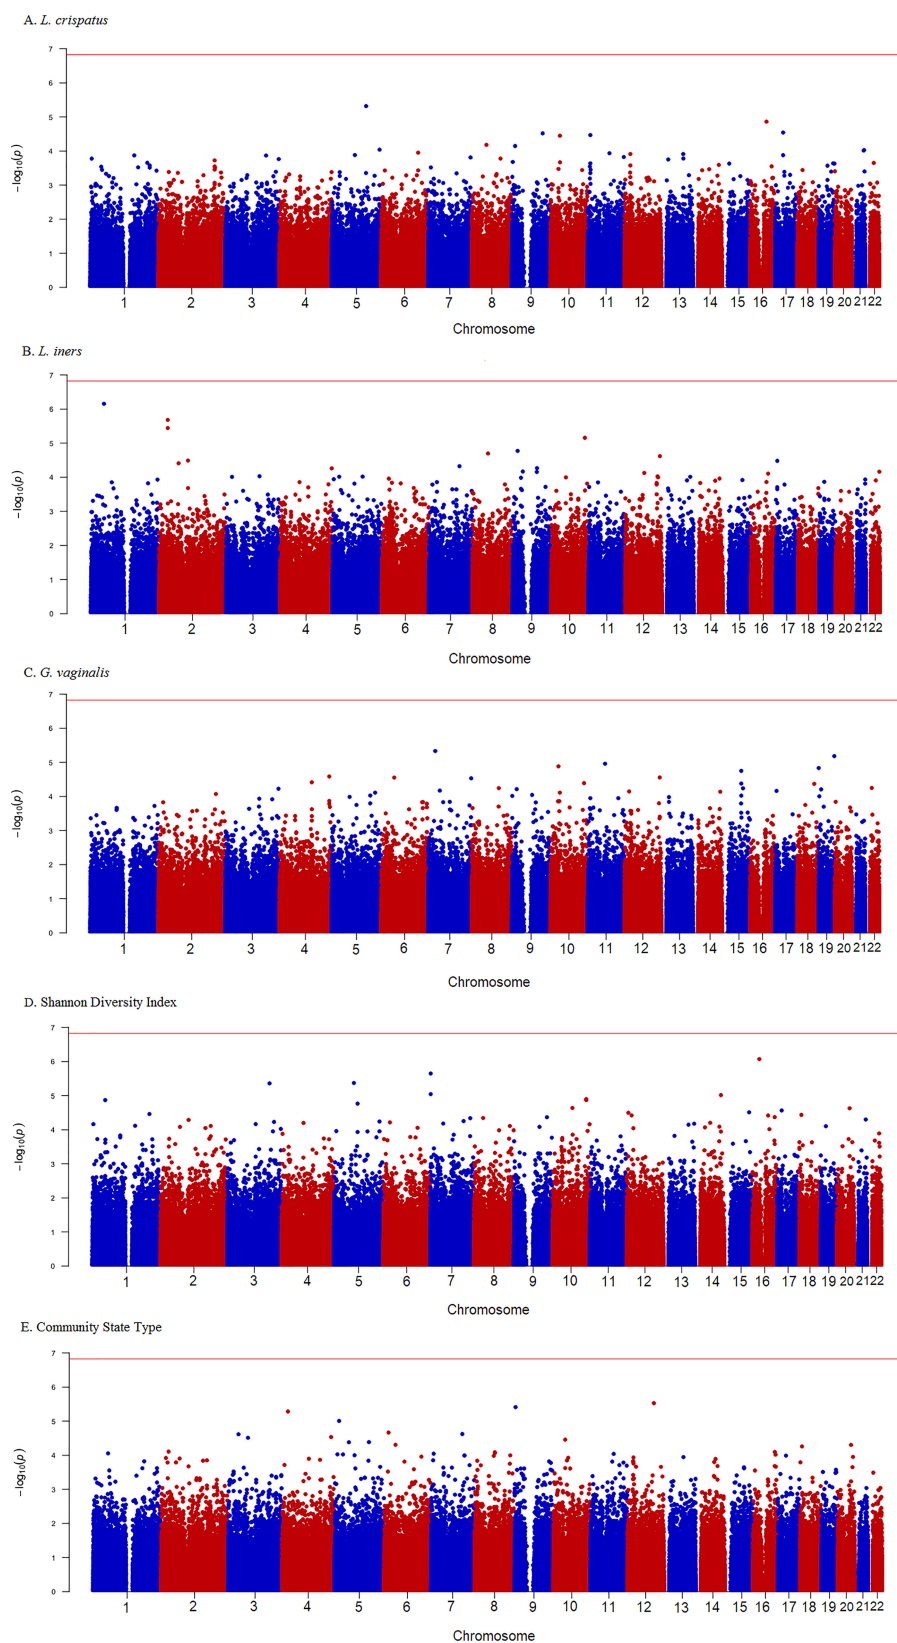 A. L. crispatus
7
6
5
4
3
2
1
0
−log10(p)
1 2 3 4 5 6 7 8 9 10 11 12 13 14 15 16 17 18 19 20 21 22
Chromosome
B. L. iners
7
6
5
4
3
2
1
0
−log10(p)
1 2 3 4 5 6 7 8 9 10 11 12 13 14 15 16 17 18 19 20 21 22
Chromosome
C. G. vaginalis
7
6
5
4
3
2
1
0
−log10(p)
1 2 3 4 5 6 7 8 9 10 11 12 13 14 15 16 17 18 19 20 21 22
Chromosome
D. Shannon Diversity Index
7
6
5
4
3
2
1
0
−log10(p)
1 2 3 4 5 6 7 8 9 10 11 12 13 14 15 16 17 18 19 20 21 22
Chromosome
E. Community State Type
7
6
5
4
3
2
1
0
−log10(p)
1 2 3 4 5 6 7 8 9 10 11 12 13 14 15 16 17 18 19 20 21 22
Chromosome